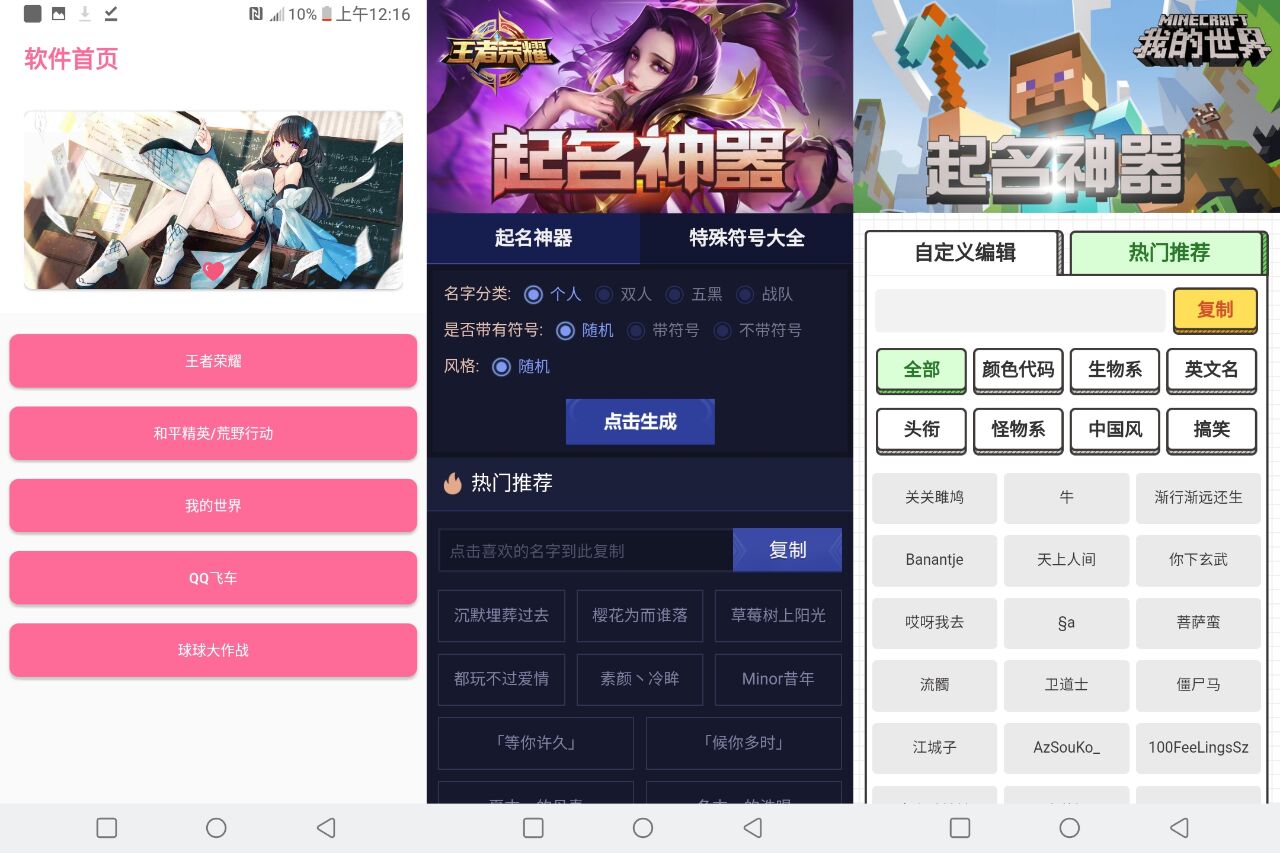 10% 上午12:16
软件首页
王者荣耀
和平精英/荒野行动
我的世界
QQ飞车
球球大作战
王者荣耀
起名神器
起名神器 特殊符号大全
名字分类: 个人 双人 五黑 战队
是否带有符号: 随机 带符号 不带符号
风格: 随机
点击生成
热门推荐
点击喜欢的名字到此复制 复制
沉默埋葬过去 樱花为而谁落 草莓树上阳光
都玩不过爱情 素颜丶冷眸 Minor昔年
「等你许久」 「候你多时」
MINECRAFT
我的世界
起名神器
自定义编辑 热门推荐
复制
全部 颜色代码 生物系 英文名
头衔 怪物系 中国风 搞笑
关关雎鸠 牛 渐行渐远还生
Banantje 天上人间 你下玄武
哎呀我去 §a 菩萨蛮
流髑 卫道士 僵尸马
江城子 AzSouKo_ 100FeeLingsSz